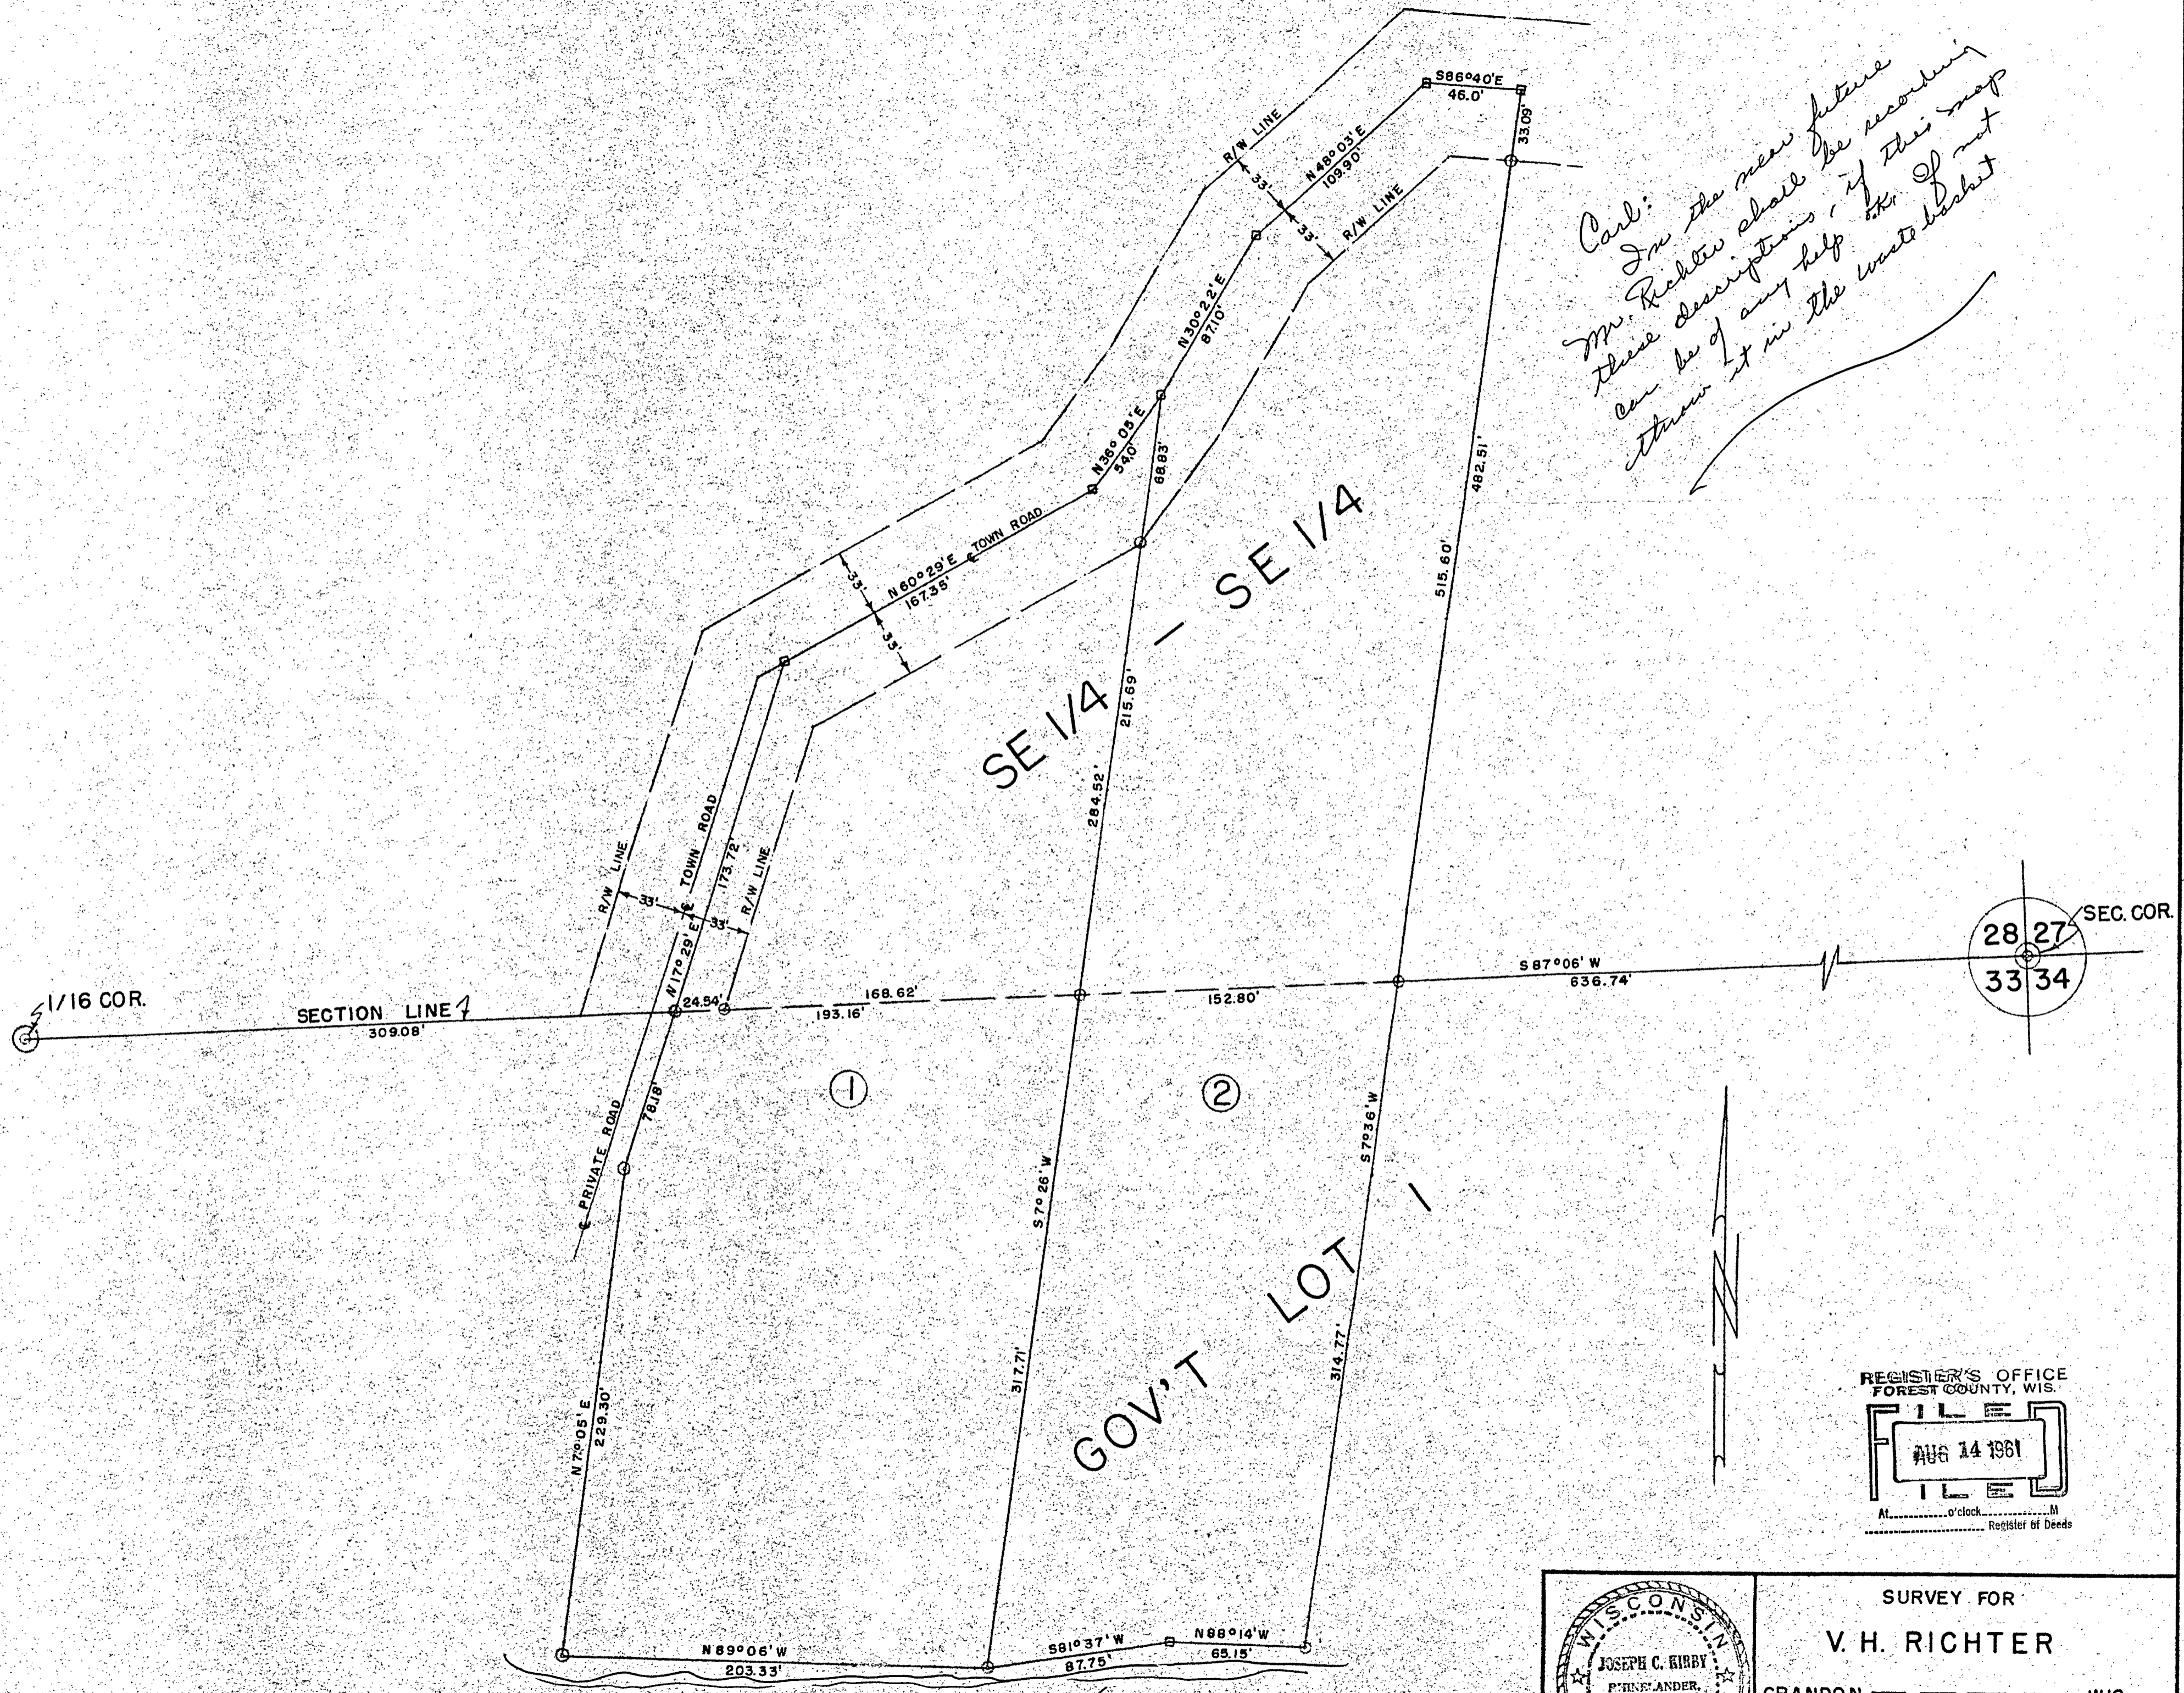 S86°40'E
46.0'
33.09'
R/W LINE
N48°03'E
109.90'
33'
33'
R/W LINE
Carl:
In the near future
Mr. Richter shall be recording
these descriptions, if this map
can be of any help o.k. If not
throw it in the waste basket
N30°22'E
87.10'
N36°05'E
54.0'
68.83'
482.51'
TOWN ROAD
N60°29'E
167.35'
33'
33'
SE 1/4 - SE 1/4
515.60'
215.69'
284.52'
TOWN ROAD
173.72'
R/W LINE
R/W LINE
33'
33'
N17°29'E
SEC. COR.
28 27
33 34
S87°06'W
636.74'
1/16 COR.
SECTION LINE
309.08'
24.54'
168.62'
193.16'
152.80'
1
2
78.18'
PRIVATE ROAD
S7°26'W
S7°36'W
317.71'
314.77'
GOV'T LOT 1
N7°05'E
229.30'
N
REGISTER'S OFFICE
FOREST COUNTY, WIS.
FILED
AUG 14 1961
FILED
At o'clock M
Register of Deeds
N89°06'W
203.33'
S81°37'W
87.75'
N88°14'W
65.15'
WISCONSIN
JOSEPH C. KIRBY
RHINELANDER,
SURVEY FOR
V. H. RICHTER
CRANDON